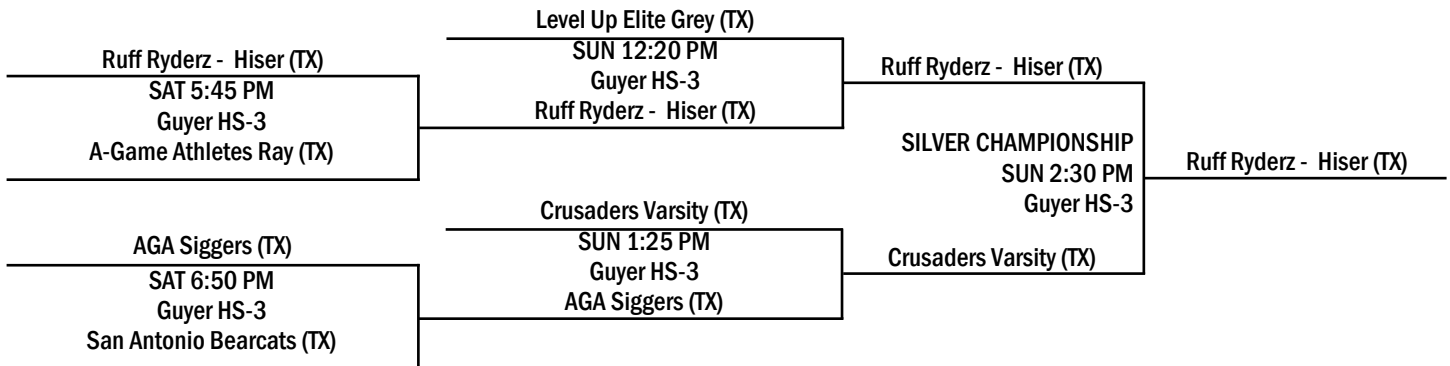 Level Up Elite Grey (TX)
Ruff Ryderz - Hiser (TX)
SUN 12:20 PM
Ruff Ryderz - Hiser (TX)
SAT 5:45 PM
Guyer HS-3
Guyer HS-3
Ruff Ryderz - Hiser (TX)
A-Game Athletes Ray (TX)
SILVER CHAMPIONSHIP
Ruff Ryderz - Hiser (TX)
SUN 2:30 PM
Guyer HS-3
Crusaders Varsity (TX)
AGA Siggers (TX)
SUN 1:25 PM
Crusaders Varsity (TX)
SAT 6:50 PM
Guyer HS-3
Guyer HS-3
AGA Siggers (TX)
San Antonio Bearcats (TX)